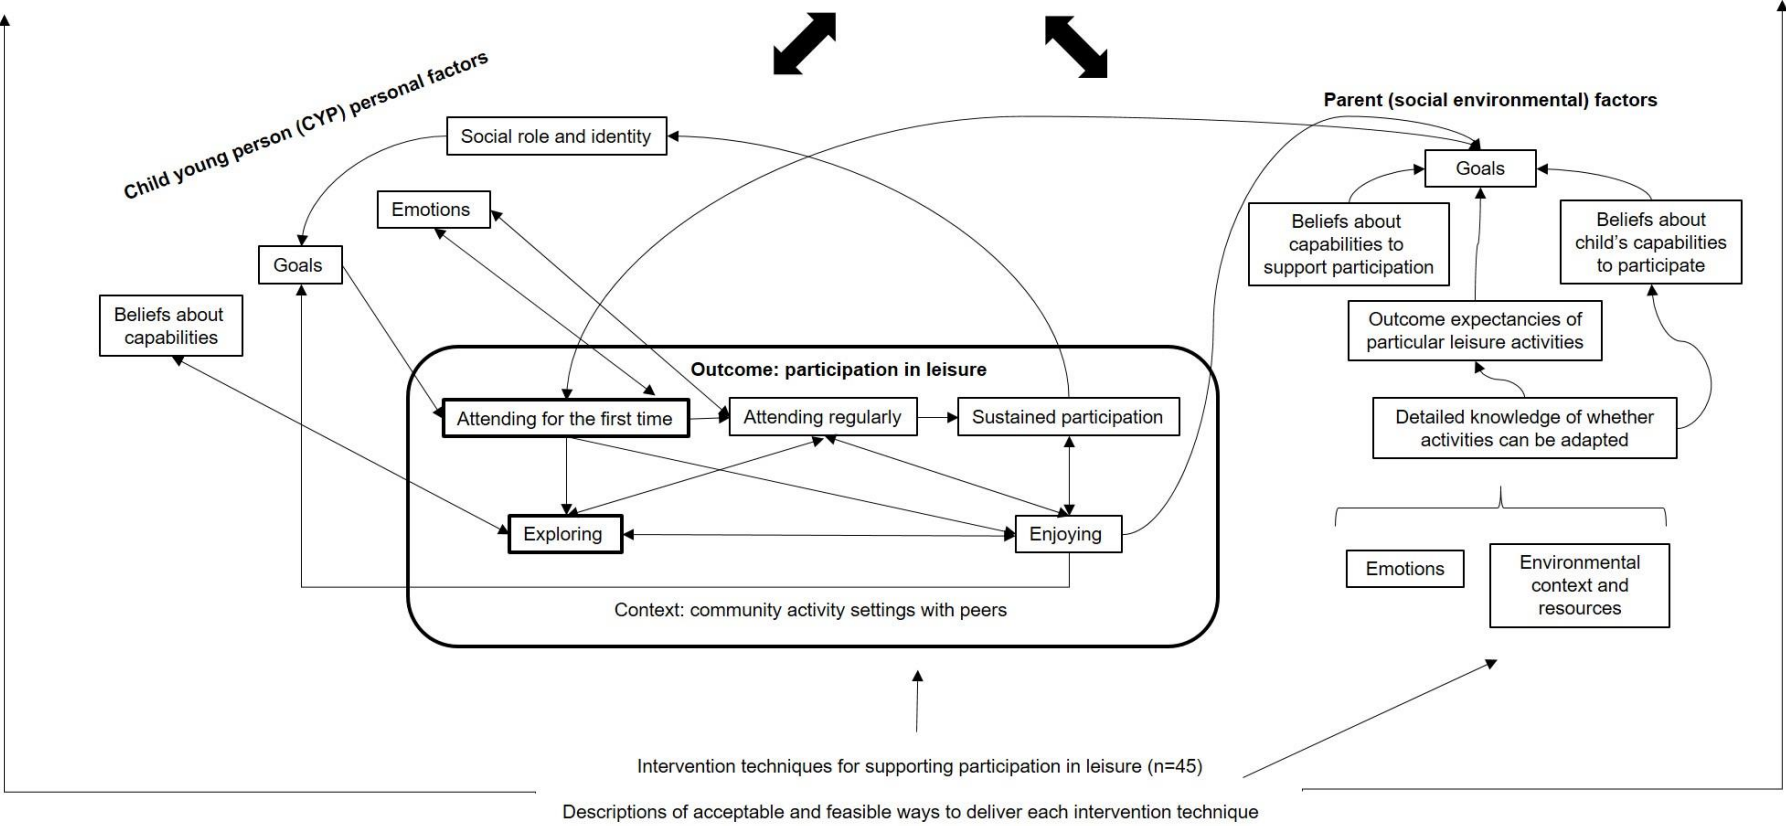 Child young person (CYP) personal factors
Parent (social environmental) factors
Social role and identity
Goals
Emotions
Beliefs about
capabilities to
support participation
Beliefs about
child's capabilities
to participate
Goals
Beliefs about
capabilities
Outcome expectancies of
particular leisure activities
Outcome: participation in leisure
Attending for the first time
Attending regularly
Sustained participation
Detailed knowledge of whether
activities can be adapted
Exploring
Enjoying
Emotions
Environmental
context and
resources
Context: community activity settings with peers
Intervention techniques for supporting participation in leisure (n=45)
Descriptions of acceptable and feasible ways to deliver each intervention technique